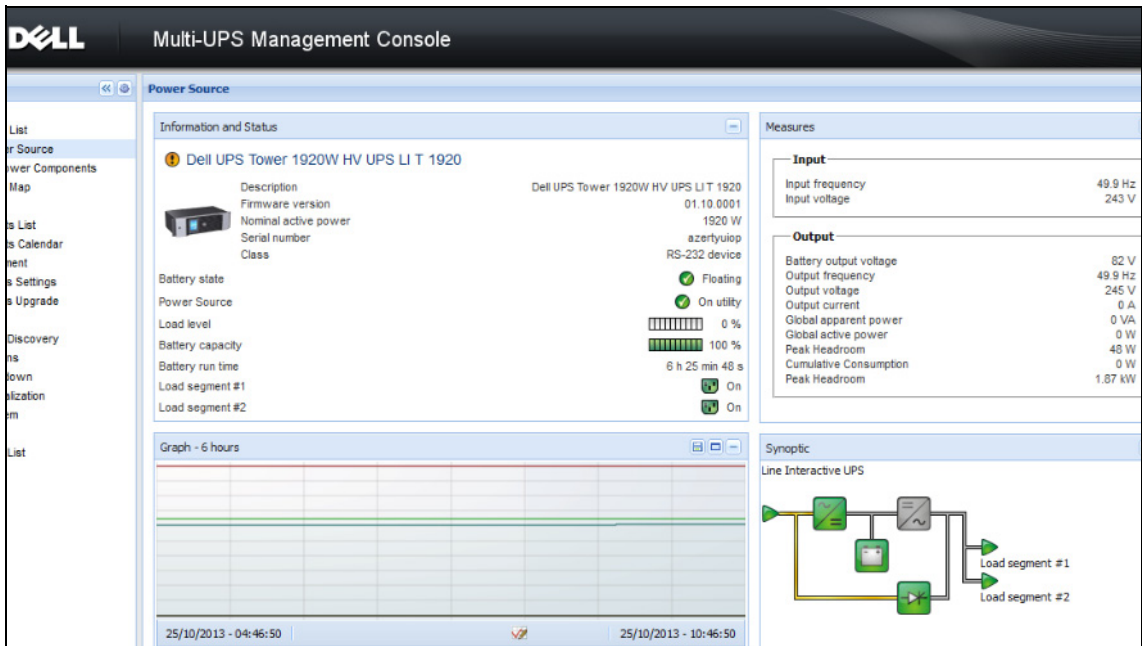 DELL
Multi-UPS Management Console
List
er Source
ower Components
Map
ts List
ts Calendar
ment
s Settings
s Upgrade
Discovery
ns
down
alization
em
List
Power Source
Information and Status
Dell UPS Tower 1920W HV UPS LI T 1920
Description Dell UPS Tower 1920W HV UPS LI T 1920
Firmware version 01.10.0001
Nominal active power 1920 W
Serial number azertyuiop
Class RS-232 device
Battery state Floating
Power Source On utility
Load level 0 %
Battery capacity 100 %
Battery run time 6 h 25 min 48 s
Load segment #1 On
Load segment #2 On
Graph - 6 hours
25/10/2013 - 04:46:50 25/10/2013 - 10:46:50
Measures
Input
Input frequency 49.9 Hz
Input voltage 243 V
Output
Battery output voltage 82 V
Output frequency 49.9 Hz
Output voltage 245 V
Output current 0 A
Global apparent power 0 VA
Global active power 0 W
Peak Headroom 48 W
Cumulative Consumption 0 W
Peak Headroom 1.87 kW
Synoptic
Line Interactive UPS
Load segment #1
Load segment #2